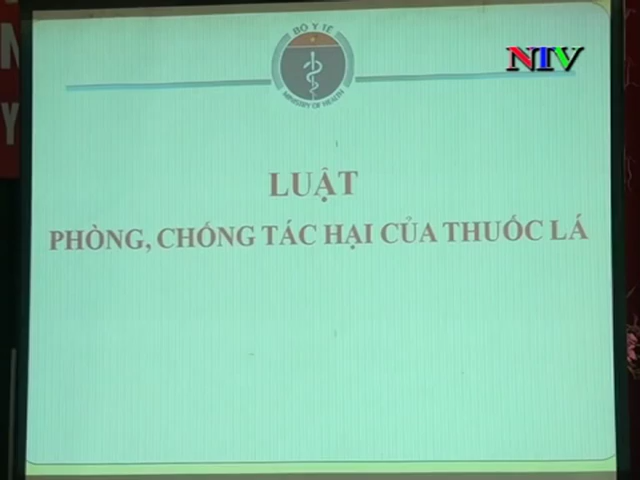 BỘ Y TẾ
MINISTRY OF HEALTH
NTV
N
Y
LUẬT
PHÒNG, CHỐNG TÁC HẠI CỦA THUỐC LÁ